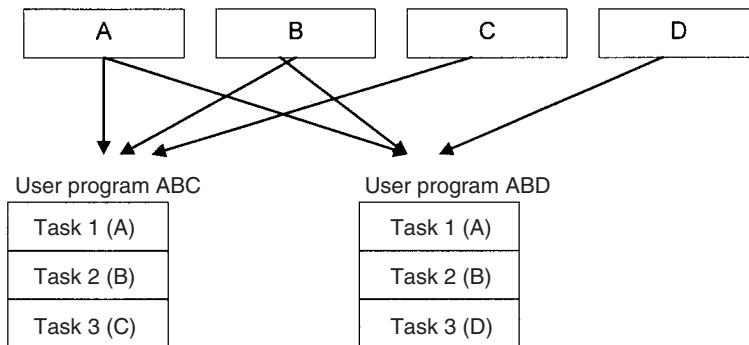 A
B
C
D
User program ABC
Task 1 (A)
Task 2 (B)
Task 3 (C)
User program ABD
Task 1 (A)
Task 2 (B)
Task 3 (D)